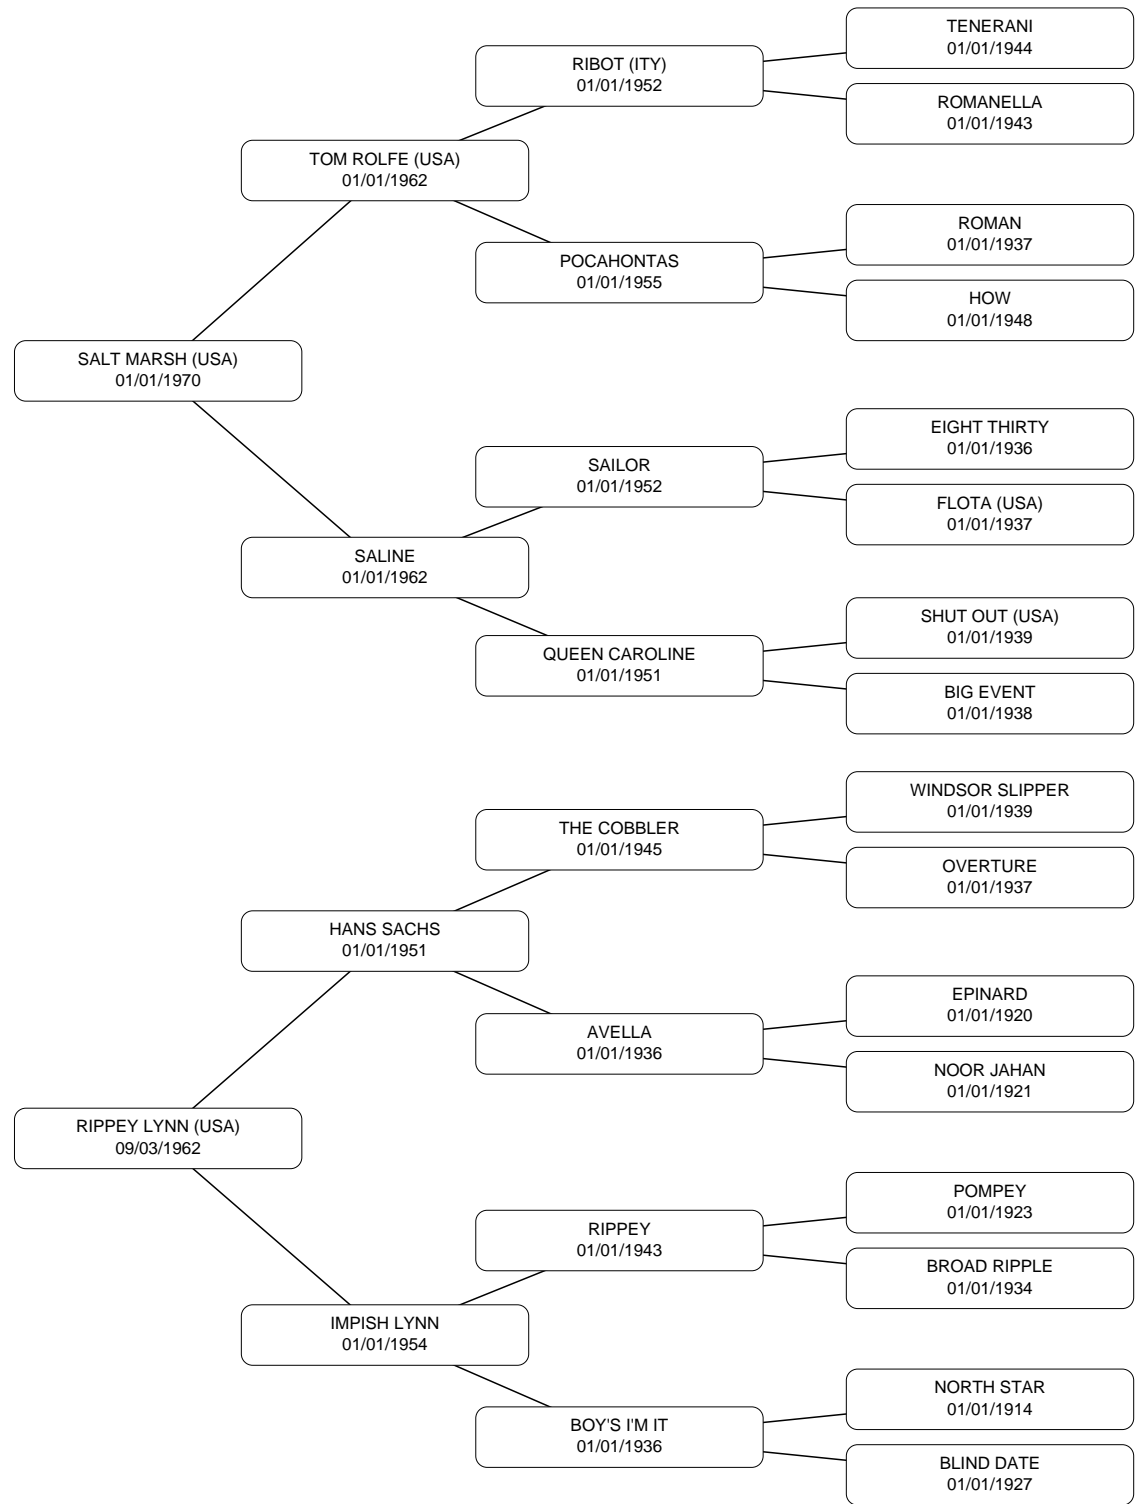 TENERANI
01/01/1944
RIBOT (ITY)
01/01/1952
ROMANELLA
01/01/1943
TOM ROLFE (USA)
01/01/1962
ROMAN
01/01/1937
POCAHONTAS
01/01/1955
HOW
01/01/1948
SALT MARSH (USA)
01/01/1970
EIGHT THIRTY
01/01/1936
SAILOR
01/01/1952
FLOTA (USA)
01/01/1937
SALINE
01/01/1962
SHUT OUT (USA)
01/01/1939
QUEEN CAROLINE
01/01/1951
BIG EVENT
01/01/1938
WINDSOR SLIPPER
01/01/1939
THE COBBLER
01/01/1945
OVERTURE
01/01/1937
HANS SACHS
01/01/1951
EPINARD
01/01/1920
AVELLA
01/01/1936
NOOR JAHAN
01/01/1921
RIPPEY LYNN (USA)
09/03/1962
POMPEY
01/01/1923
RIPPEY
01/01/1943
BROAD RIPPLE
01/01/1934
IMPISH LYNN
01/01/1954
NORTH STAR
01/01/1914
BOY'S I'M IT
01/01/1936
BLIND DATE
01/01/1927